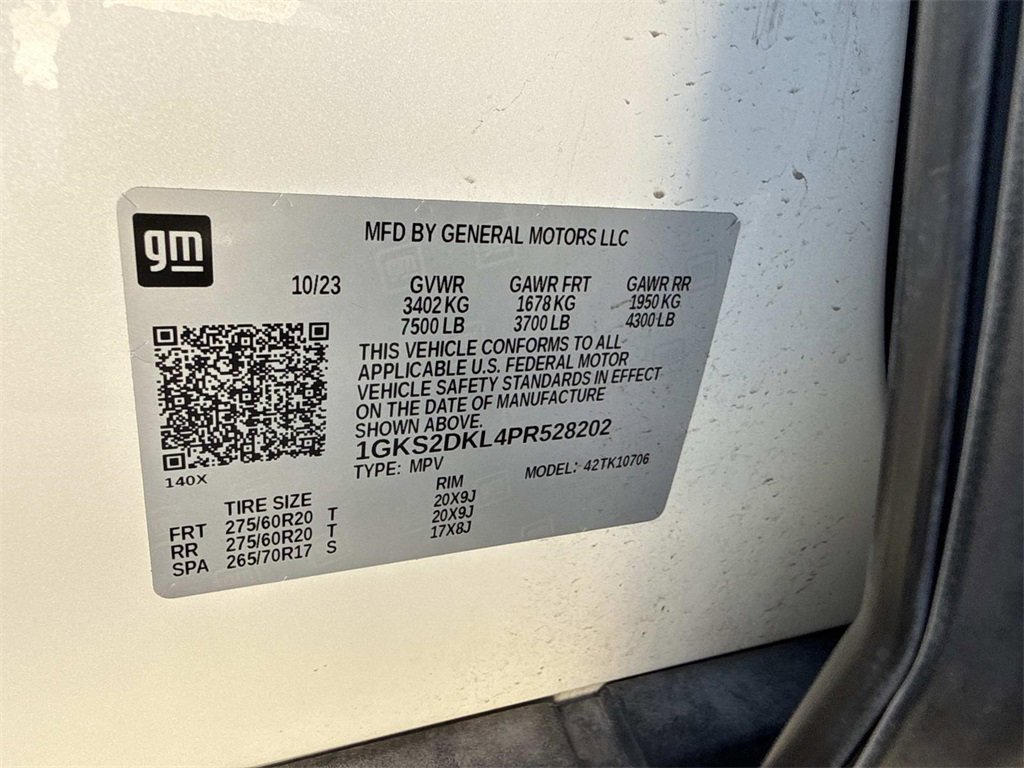 gm
MFD BY GENERAL MOTORS LLC
10/23 GVWR GAWR FRT GAWR RR
3402 KG 1678 KG 1950 KG
7500 LB 3700 LB 4300 LB
THIS VEHICLE CONFORMS TO ALL
APPLICABLE U.S. FEDERAL MOTOR
VEHICLE SAFETY STANDARDS IN EFFECT
ON THE DATE OF MANUFACTURE
SHOWN ABOVE.
1GKS2DKL4PR528202
140X TYPE: MPV MODEL: 42TK10706
TIRE SIZE RIM
FRT 275/60R20 T 20X9J
RR 275/60R20 T 20X9J
SPA 265/70R17 S 17X8J